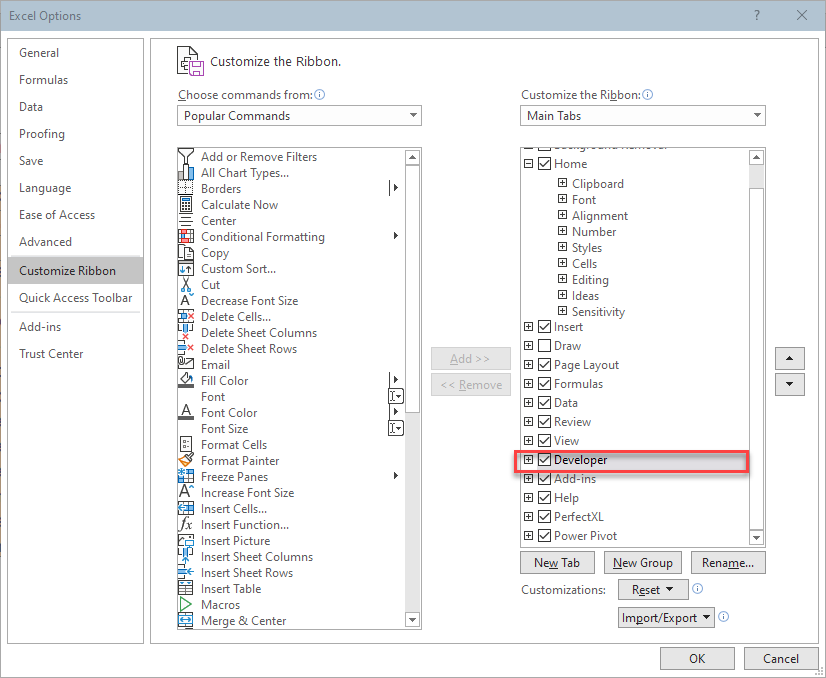 Excel Options
General
Formulas
Data
Proofing
Save
Language
Ease of Access
Advanced
Customize Ribbon
Quick Access Toolbar
Add-ins
Trust Center
Customize the Ribbon.
Choose commands from:
Popular Commands
Add or Remove Filters
All Chart Types...
Borders
Calculate Now
Center
Conditional Formatting
Copy
Custom Sort...
Cut
Decrease Font Size
Delete Cells...
Delete Sheet Columns
Delete Sheet Rows
Email
Fill Color
Font
Font Color
Font Size
Format Cells
Format Painter
Freeze Panes
Increase Font Size
Insert Cells...
Insert Function...
Insert Picture
Insert Sheet Columns
Insert Sheet Rows
Insert Table
Macros
Merge & Center
Add >>
<< Remove
Customize the Ribbon:
Main Tabs
Home
Clipboard
Font
Alignment
Number
Styles
Cells
Editing
Ideas
Sensitivity
Insert
Draw
Page Layout
Formulas
Data
Review
View
Developer
Add-ins
Help
PerfectXL
Power Pivot
New Tab
New Group
Rename...
Customizations:
Reset
Import/Export
OK
Cancel